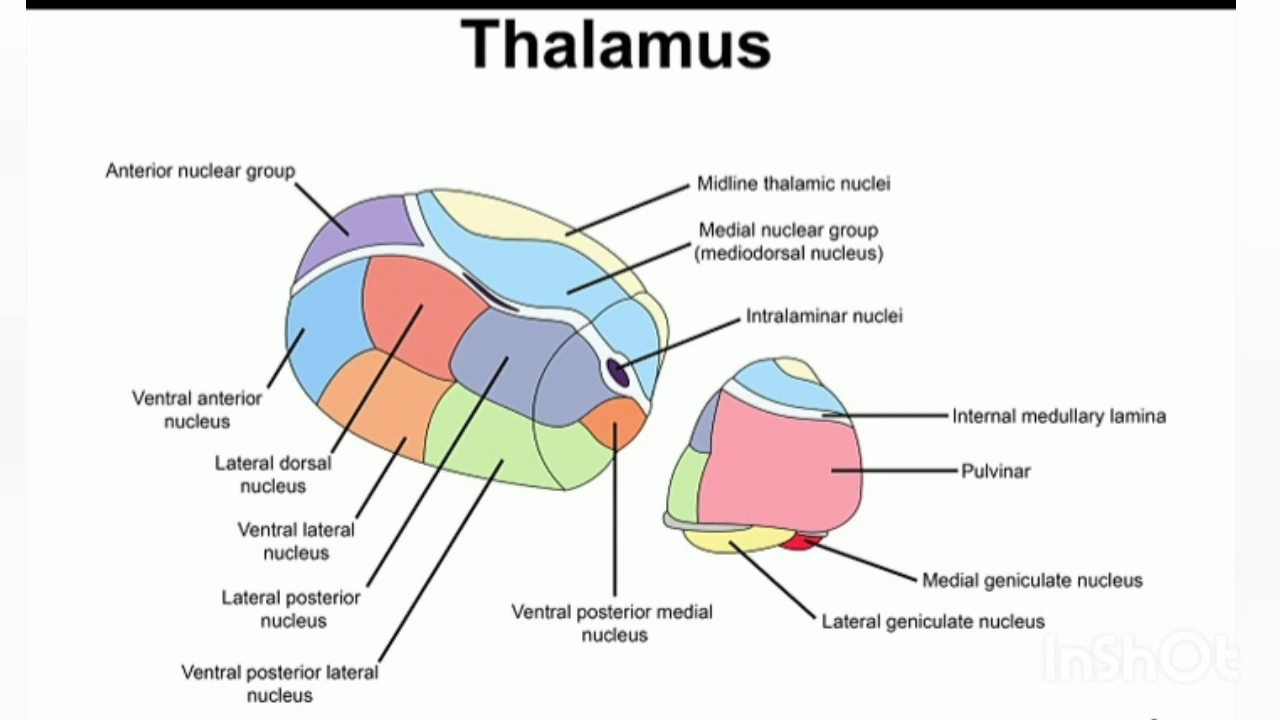 Thalamus
Anterior nuclear group
Midline thalamic nuclei
Medial nuclear group
(mediodorsal nucleus)
Intralaminar nuclei
Ventral anterior
nucleus
Internal medullary lamina
Lateral dorsal
nucleus
Pulvinar
Ventral lateral
nucleus
Medial geniculate nucleus
Lateral posterior
nucleus
Ventral posterior medial
nucleus
Lateral geniculate nucleus
Ventral posterior lateral
nucleus
InShOt